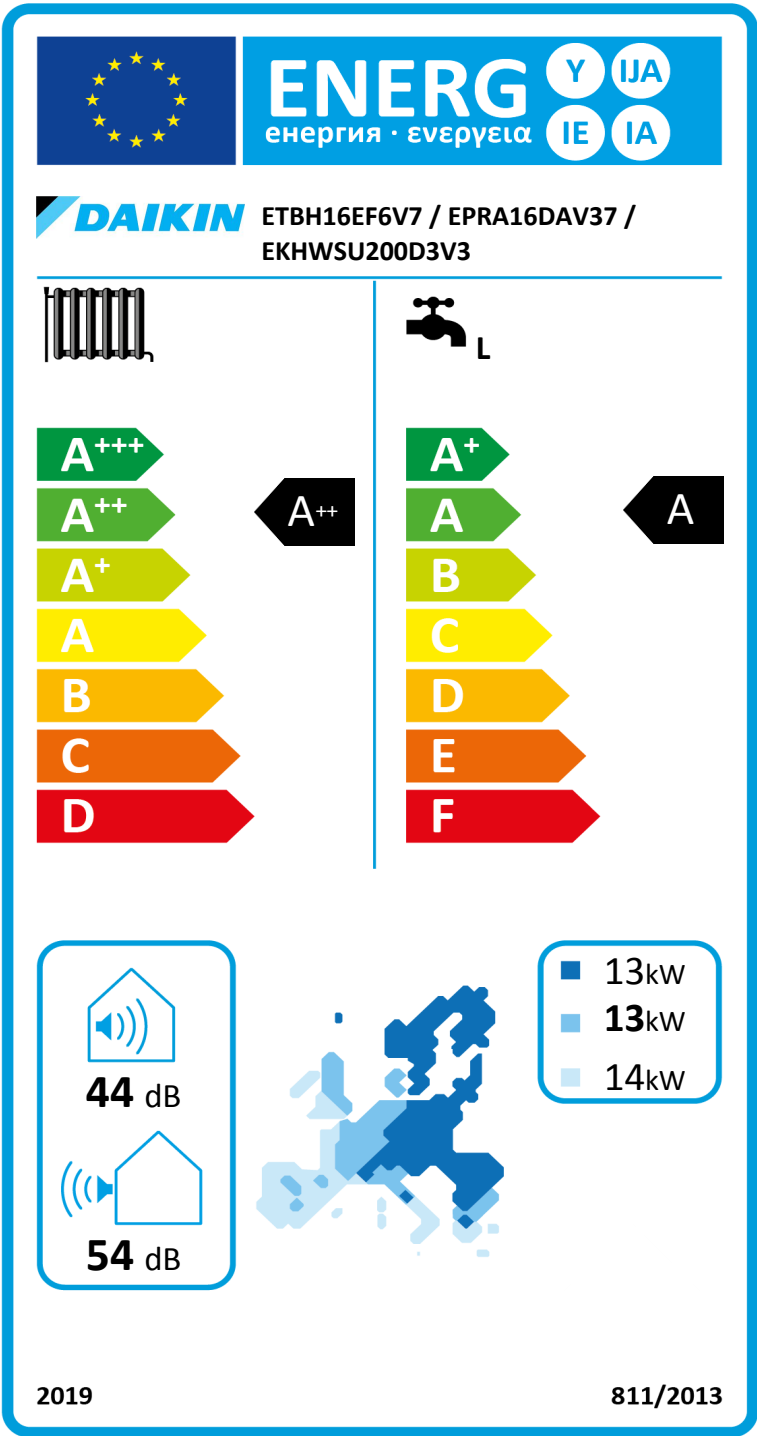 ENERG
енергия · ενεργεια
Y IJA
IE IA
DAIKIN
ETBH16EF6V7 / EPRA16DAV37 /
EKHWSU200D3V3
L
A+++
A++
A+
A
B
C
D
A++
A+
A
B
C
D
E
F
A
44 dB
54 dB
13kW
13kW
14kW
2019
811/2013